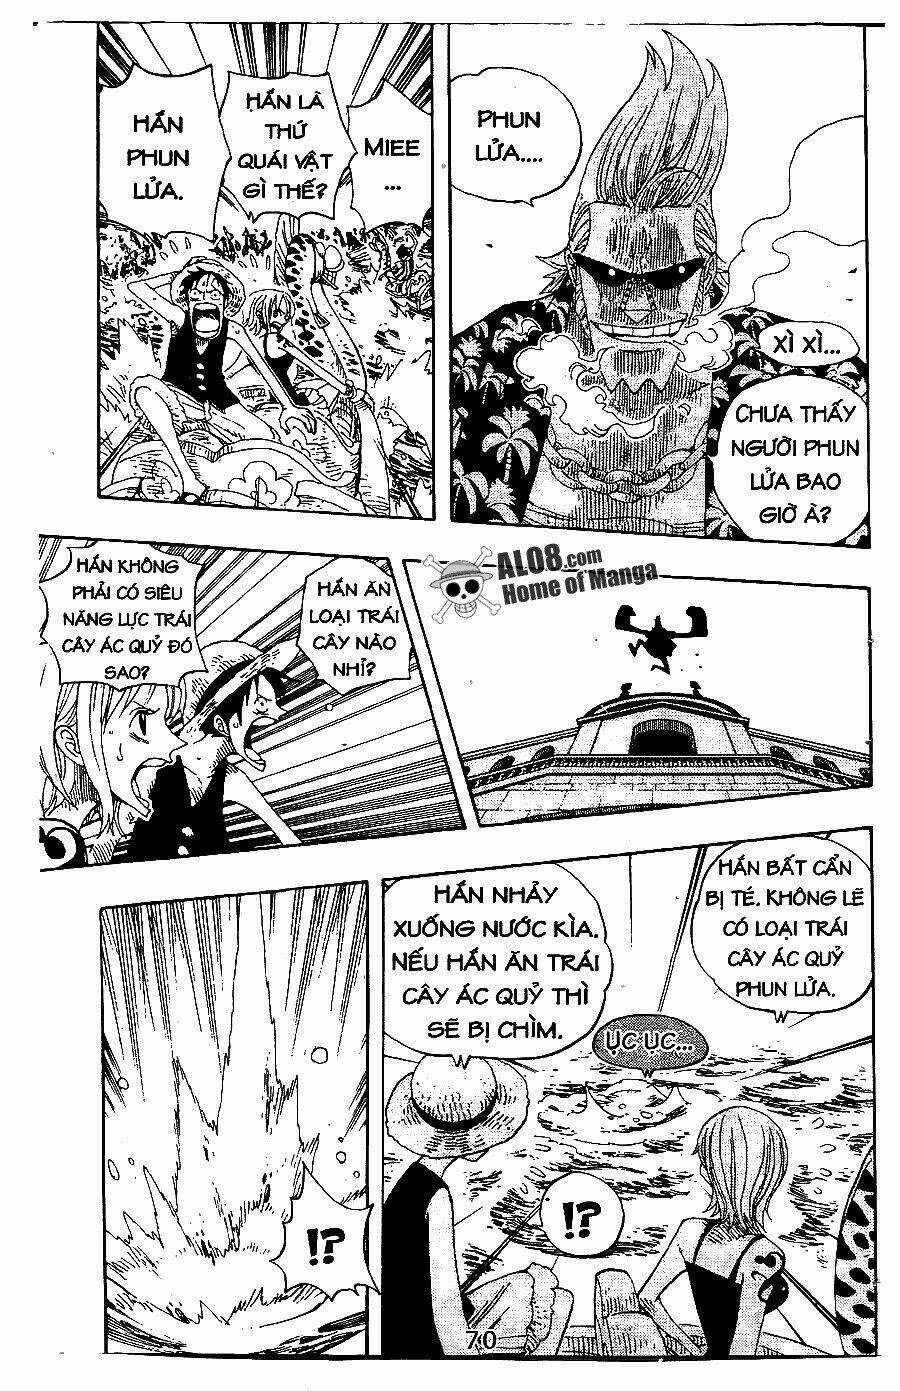 PHUN
LỬA....
XÌ XÌ...
CHƯA THẤY
NGƯỜI PHUN
LỬA BAO
GIỜ À?
MIEE
...
HẮN LÀ
THỨ
QUÁI VẬT
GÌ THẾ?
HẮN
PHUN
LỬA.
ALO8.com
Home of Manga
HẮN ĂN
LOẠI TRÁI
CÂY NÀO
NHỈ?
HẮN KHÔNG
PHẢI CÓ SIÊU
NĂNG LỰC TRÁI
CÂY ÁC QUỶ ĐÓ
SAO?
HẮN BẤT CẨN
BỊ TÉ. KHÔNG LẼ
CÓ LOẠI TRÁI
CÂY ÁC QUỶ
PHUN LỬA.
HẮN NHẢY
XUỐNG NƯỚC KÌA.
NẾU HẮN ĂN TRÁI
CÂY ÁC QUỶ THÌ
SẼ BỊ CHÌM.
ỤC ỤC...
!?
!?
70